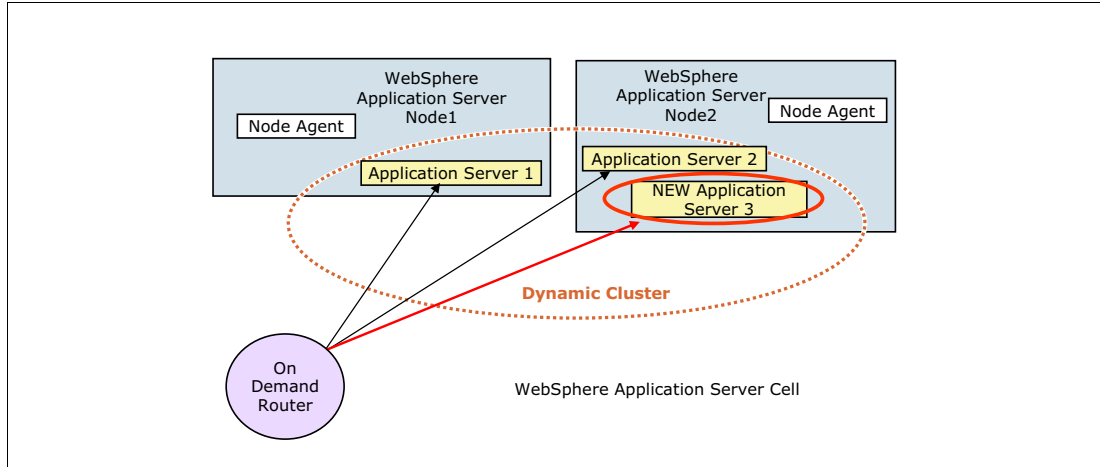 WebSphere
Application Server
Node1
Node Agent
Application Server 1
WebSphere
Application Server
Node2
Node Agent
Application Server 2
NEW Application
Server 3
Dynamic Cluster
On
Demand
Router
WebSphere Application Server Cell